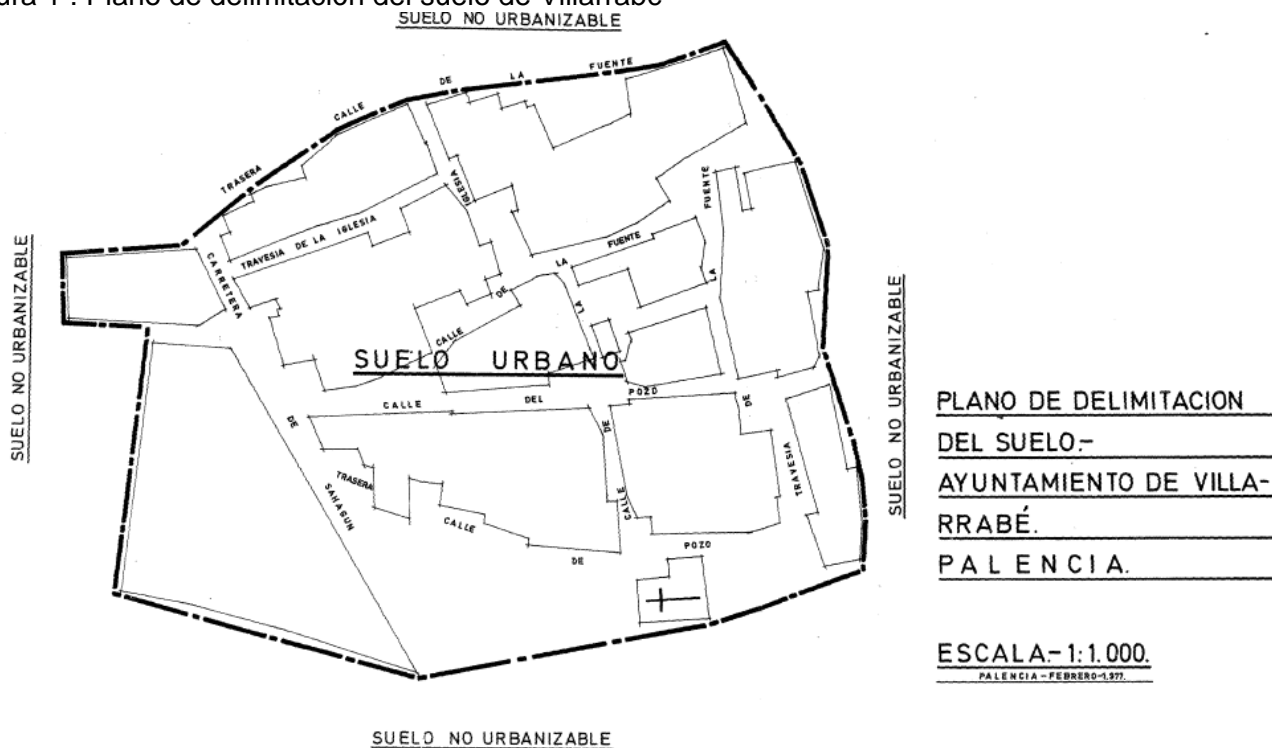 ura 1 . Plano de delimitación del suelo de Villarrabé
SUELO NO URBANIZABLE
TRASERA CALLE DE LA FUENTE
IGLESIA
TRAVESIA DE LA IGLESIA
FUENTE
CALLE DE LA FUENTE
LA
LA
CARRETERA
SUELO NO URBANIZABLE
SUELO NO URBANIZABLE
SUELO URBANO
CALLE DEL POZO
DE
DE
DE
SAHAGUN
CALLE
TRAVESIA
TRASERA CALLE DE POZO
PLANO DE DELIMITACION
DEL SUELO.-
AYUNTAMIENTO DE VILLA-
RRABÉ.
PALENCIA.
ESCALA.- 1:1.000.
PALENCIA-FEBRERO-1.977.
SUELO NO URBANIZABLE